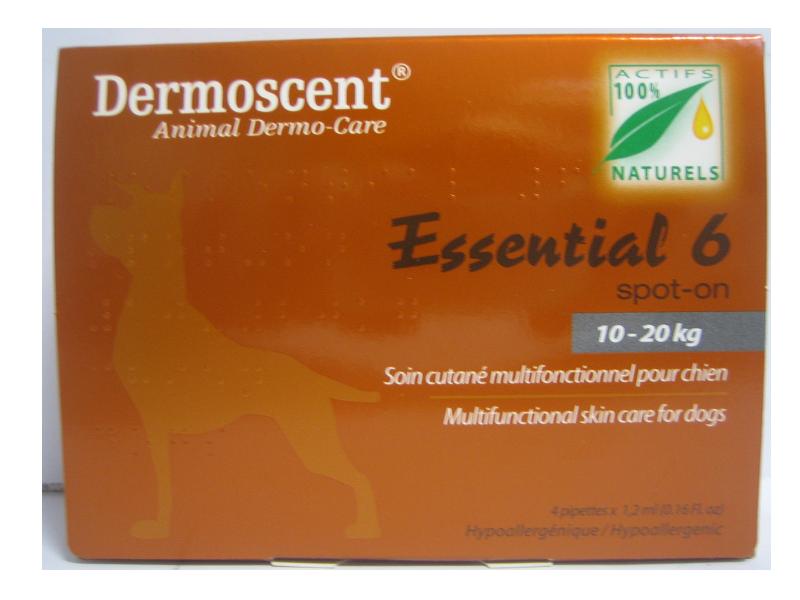 Dermoscent®
Animal Dermo-Care
ACTIFS
100%
NATURELS
Essential 6
spot-on
10 - 20 kg
Soin cutané multifonctionnel pour chien
Multifunctional skin care for dogs
4 pipettes x 1,2 ml (0.16 Fl. oz)
Hypoallergénique / Hypoallergenic